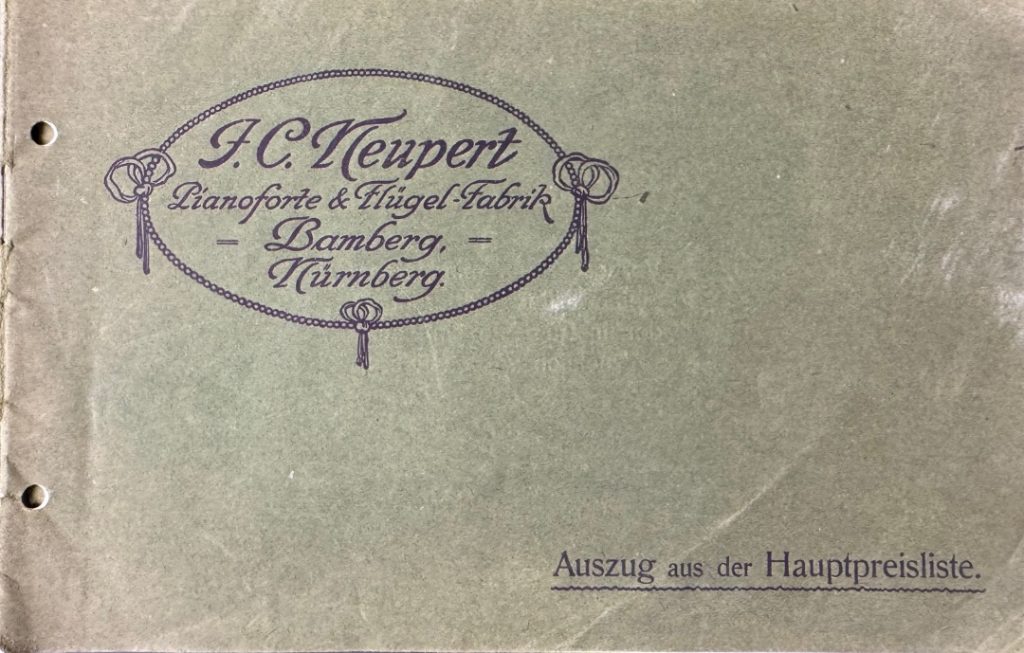 J. C. Neupert
Pianoforte & Flügel-Fabrik
= Bamberg, =
Nürnberg.
Auszug aus der Hauptpreisliste.